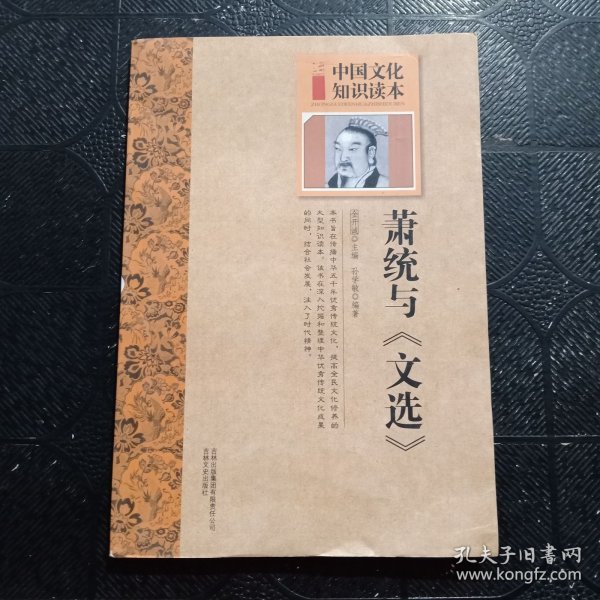 中国文化
知识读本
ZHONGGUOWENHUAZHISHIDUBEN
萧统与《文选》
金开诚◎主编 孙学敏◎编著
本书旨在传播中华五千年优秀传统文化，提高全民文化修养的
大型知识读本。该书在深入挖掘和整理中华优秀传统文化成果
的同时，结合社会发展，注入了时代精神。
吉林出版集团有限责任公司
吉林文史出版社
孔夫子旧书网
www.kongfz.com